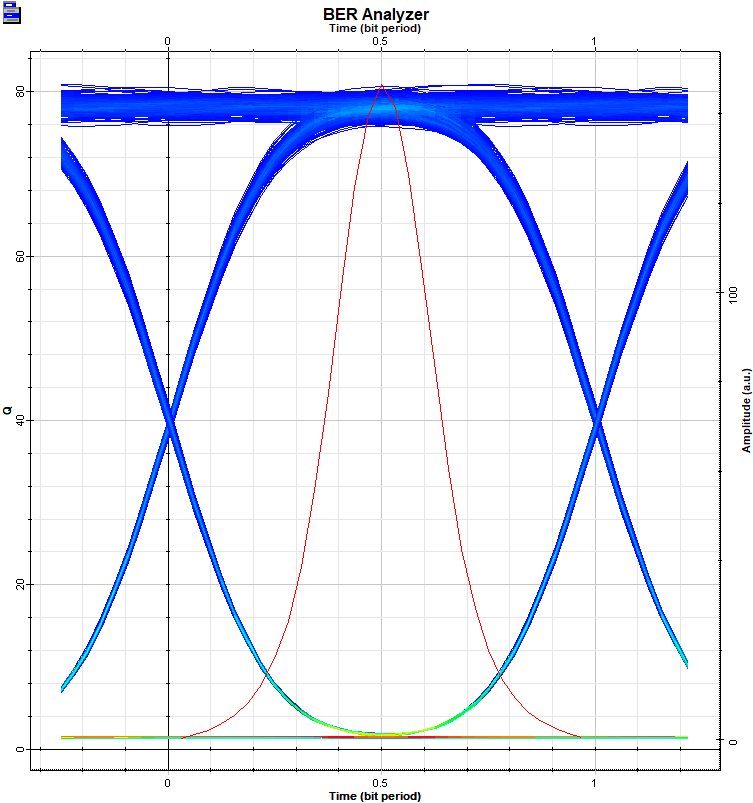 BER Analyzer
Time (bit period)
0 0.5 1
80
60
100
40
Q
Amplitude (a.u.)
20
0
0
0 0.5 1
Time (bit period)